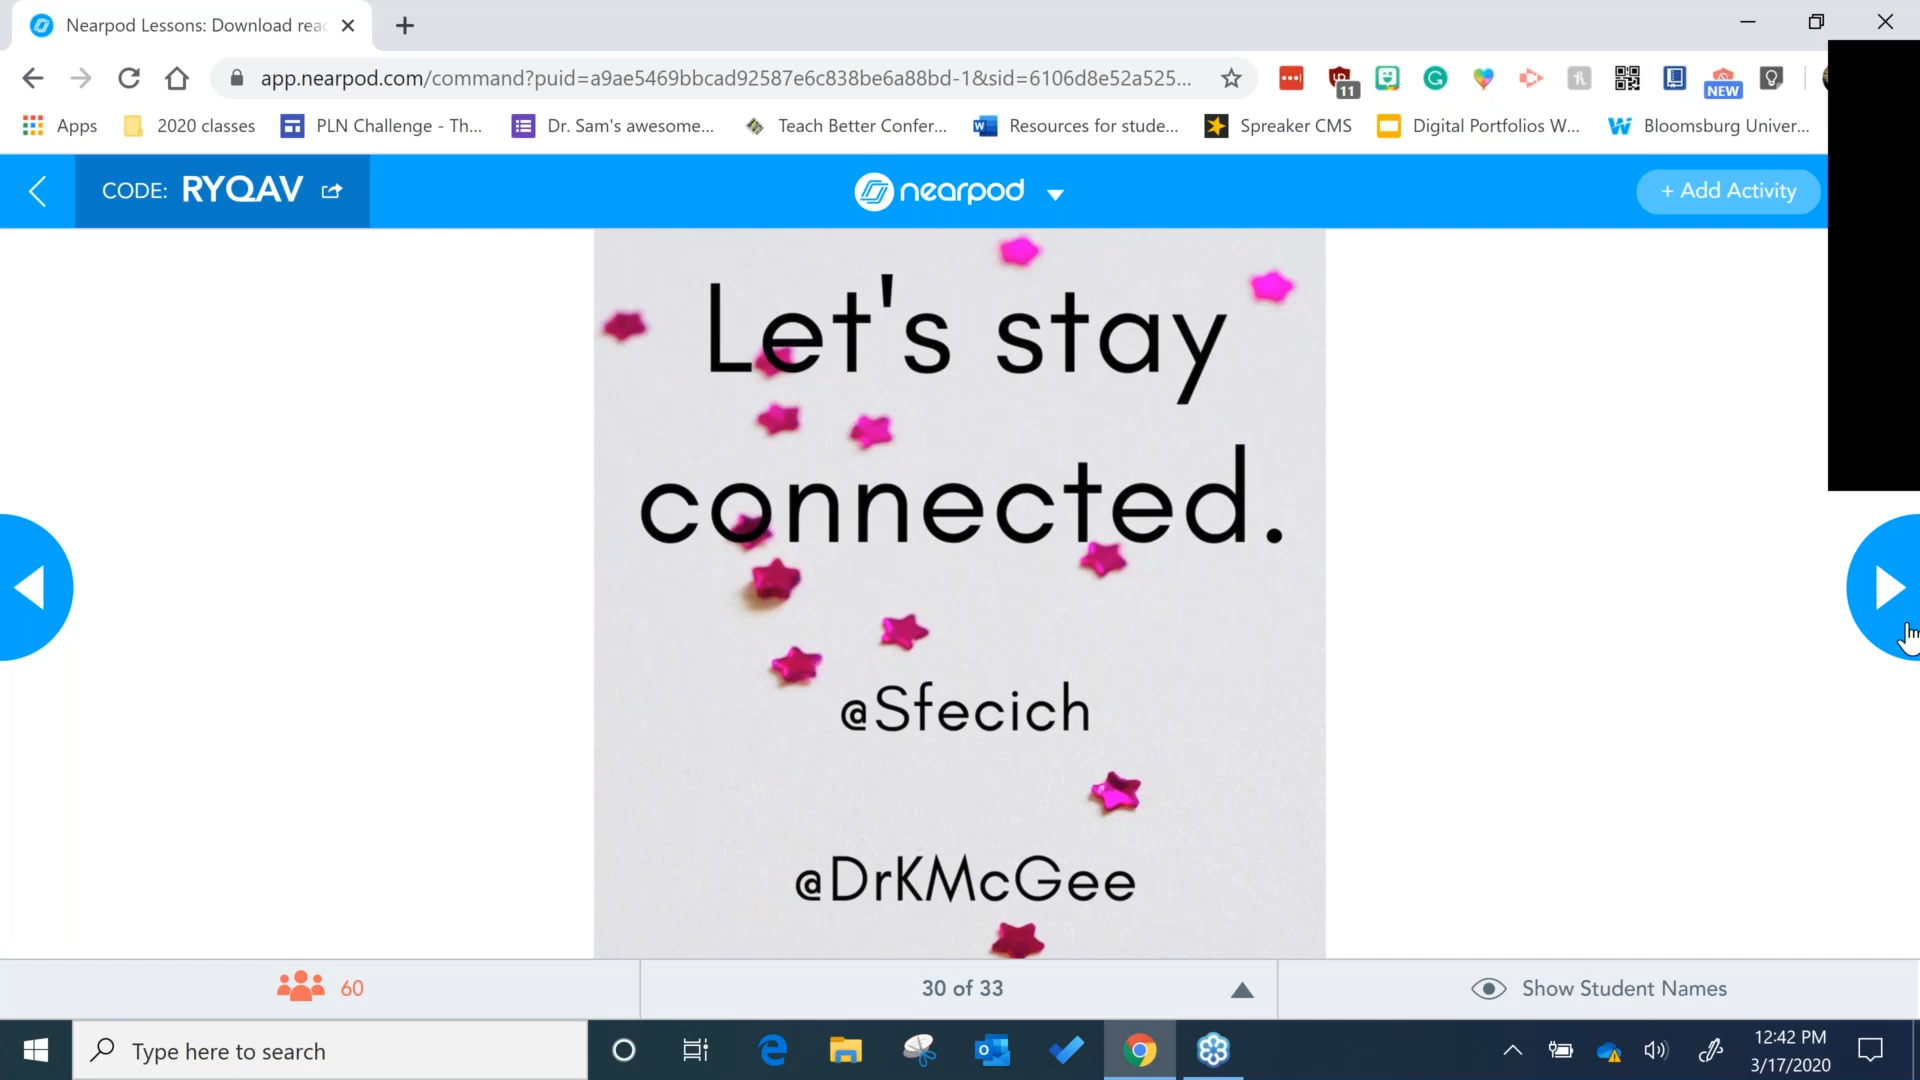 Nearpod Lessons: Download reac
app.nearpod.com/command?puid=a9ae5469bbcad92587e6c838be6a88bd-1&sid=6106d8e52a525...
11
NEW
Apps
2020 classes
PLN Challenge - Th...
Dr. Sam's awesome...
Teach Better Confer...
Resources for stude...
Spreaker CMS
Digital Portfolios W...
Bloomsburg Univer...
CODE: RYQAV
nearpod
+ Add Activity
Let's stay
connected.
@Sfecich
@DrKMcGee
60
30 of 33
Show Student Names
Type here to search
12:42 PM
3/17/2020